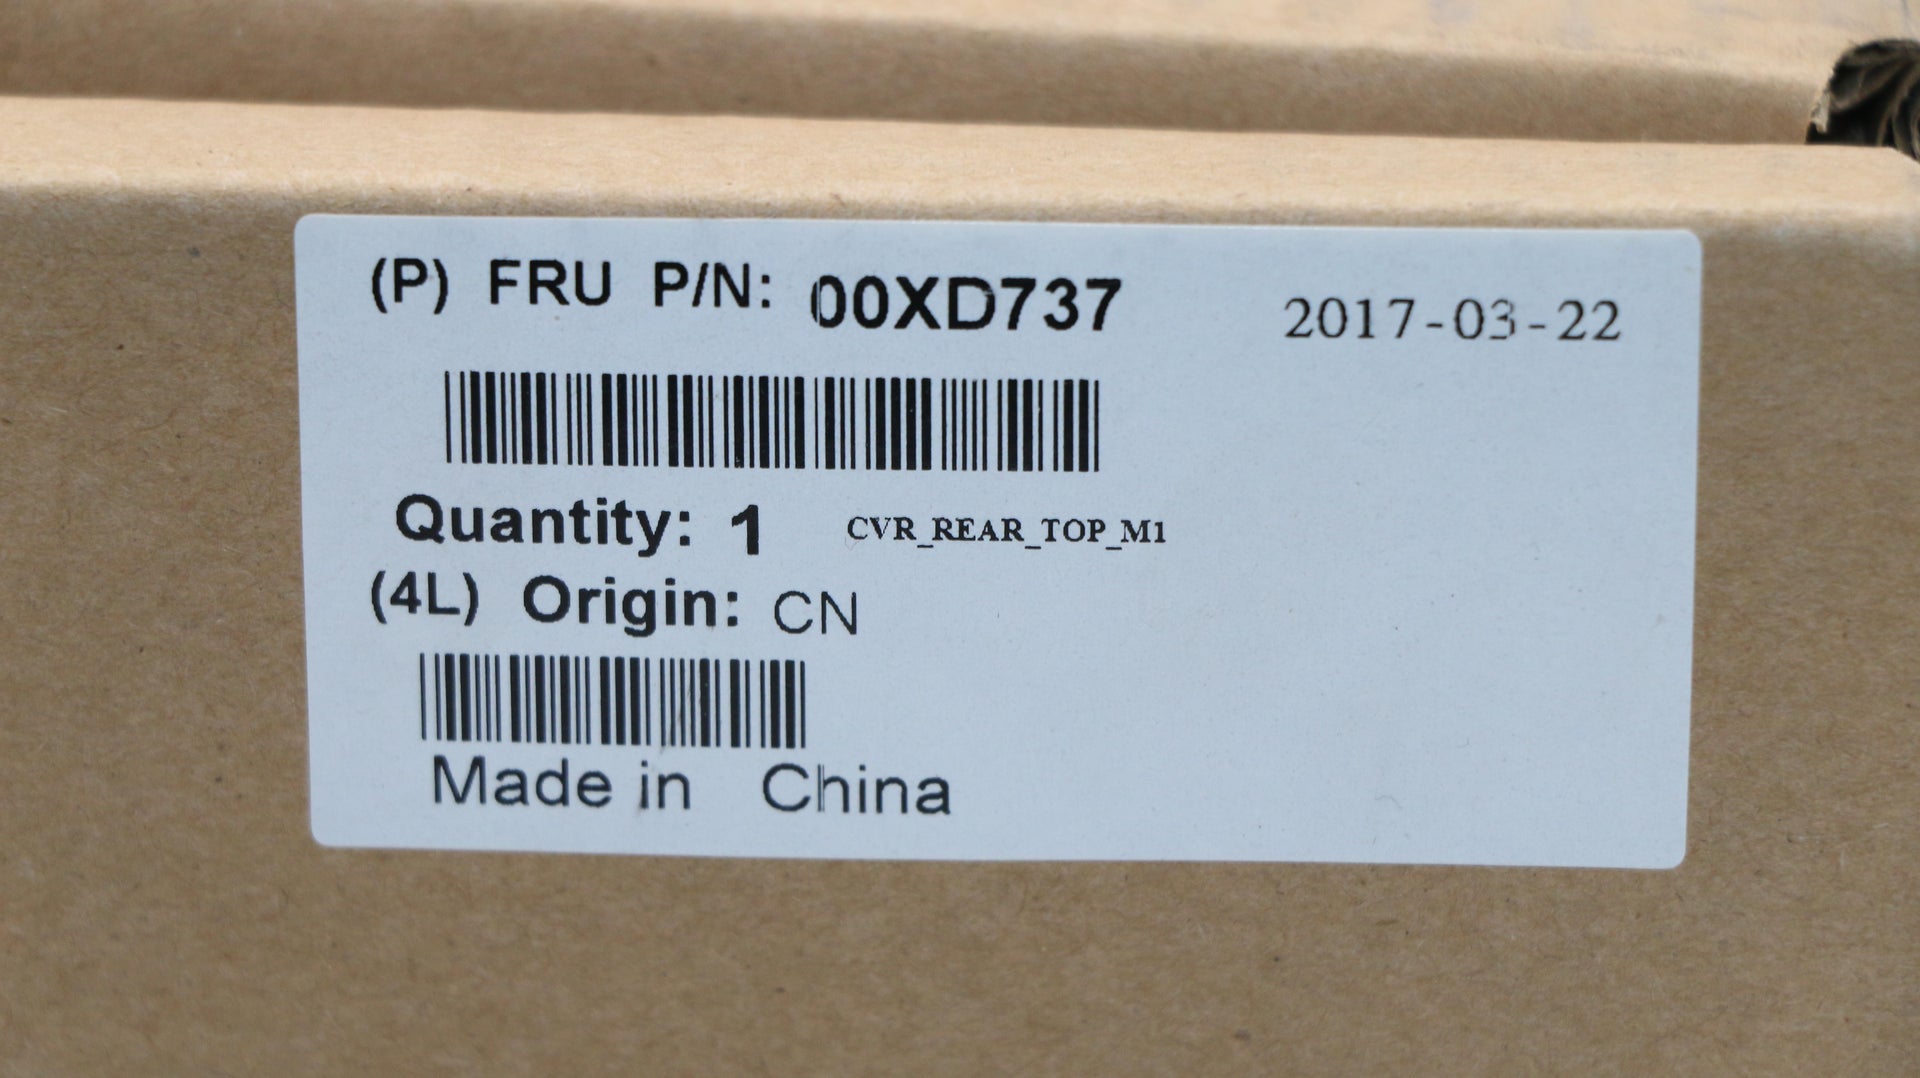 (P) FRU P/N: 00XD737 2017-03-22
Quantity: 1 CVR_REAR_TOP_M1
(4L) Origin: CN
Made in China